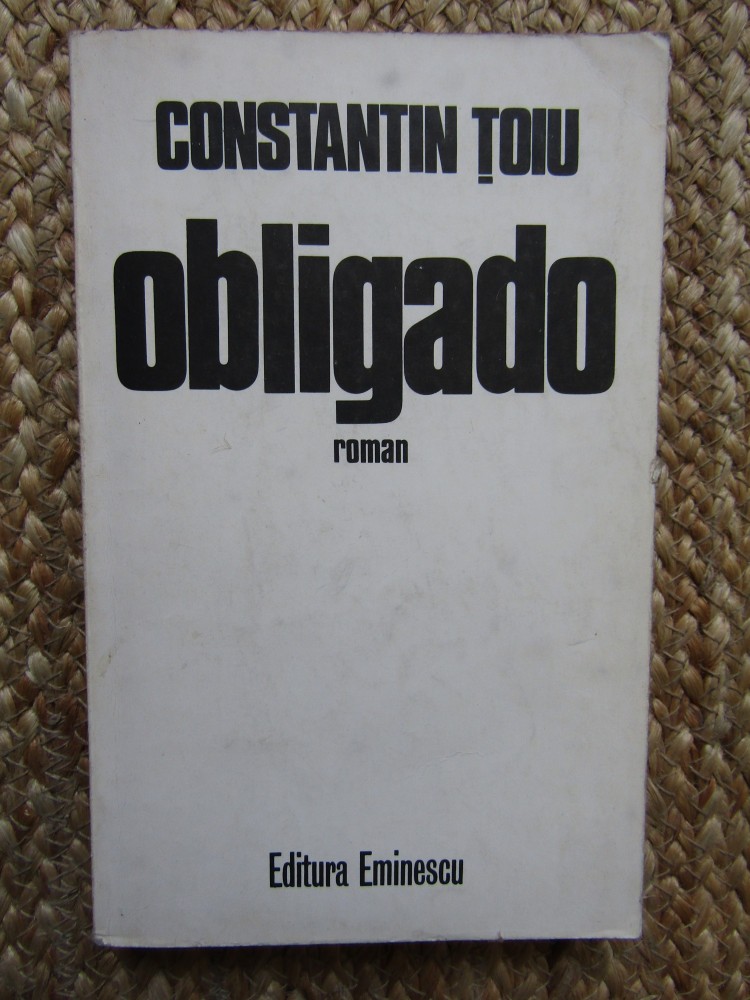 CONSTANTIN ȚOIU
obligado
roman
Editura Eminescu